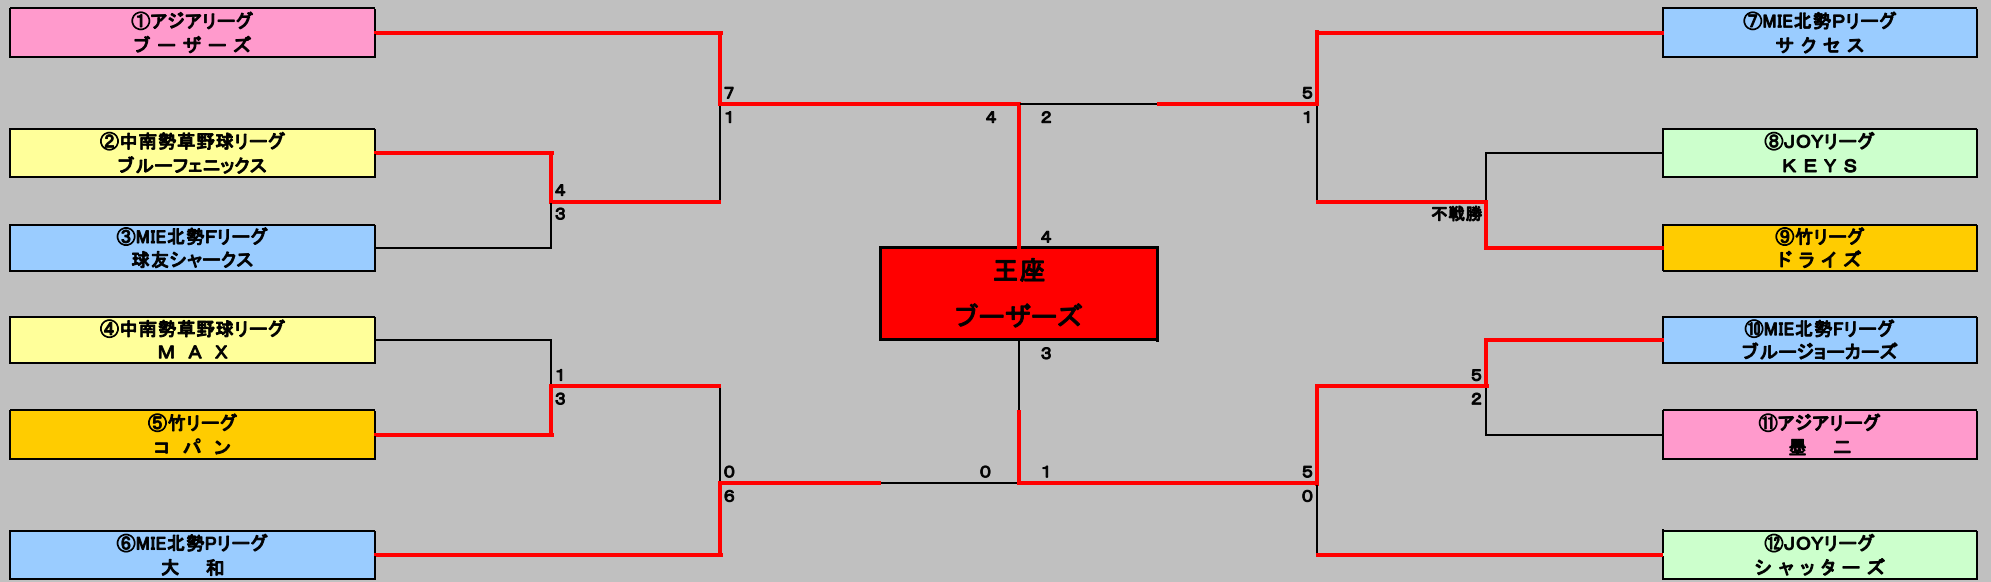 ①アジアリーグ
ブーザーズ
②中南勢草野球リーグ
ブルーフェニックス
③MIE北勢Fリーグ
球友シャークス
④中南勢草野球リーグ
MAX
⑤竹リーグ
コパン
⑥MIE北勢Pリーグ
大 和
7
1
4
3
1
3
0
6
4
2
4
王座
ブーザーズ
3
0
1
5
1
不戦勝
5
2
5
0
⑦MIE北勢Pリーグ
サクセス
⑧JOYリーグ
KEYS
⑨竹リーグ
ドライズ
⑩MIE北勢Fリーグ
ブルージョーカーズ
⑪アジアリーグ
墨 二
⑫JOYリーグ
シャッターズ